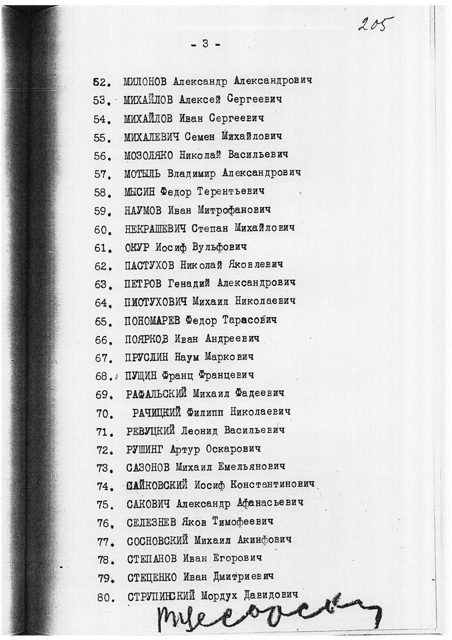 205
- 3 -
52. МИЛОНОВ Александр Александрович
53. МИХАЙЛОВ Алексей Сергеевич
54. МИХАЙЛОВ Иван Сергеевич
55. МИХАЛЕВИЧ Семен Михайлович
56. МОЗОЛЯКО Николай Васильевич
57. МОТЫЛЬ Владимир Александрович
58. МЫСИН Федор Терентьевич
59. НАУМОВ Иван Митрофанович
60. НЕКРАШЕВИЧ Степан Михайлович
61. ОКУР Иосиф Вульфович
62. ПАСТУХОВ Николай Яковлевич
63. ПЕТРОВ Генадий Александрович
64. ПИСТУХОВИЧ Михаил Николаевич
65. ПОНОМАРЕВ Федор Тарасович
66. ПОЯРКОВ Иван Андреевич
67. ПРУСЛИН Наум Маркович
68. ПУЩИН Франц Францевич
69. РАФАЛЬСКИЙ Михаил Фадеевич
70. РАЧИЦКИЙ Филипп Николаевич
71. РЕВУЦКИЙ Леонид Васильевич
72. РУШИНГ Артур Оскарович
73. САЗОНОВ Михаил Емельянович
74. САЙКОВСКИЙ Иосиф Константинович
75. САКОВИЧ Александр Афанасьевич
76. СЕЛЕЗНЕВ Яков Тимофеевич
77. СОСНОВСКИЙ Михаил Акинфович
78. СТЕПАНОВ Иван Егорович
79. СТЕЦЕНКО Иван Дмитриевич
80. СТРУПИНСКИЙ Мордух Давидович